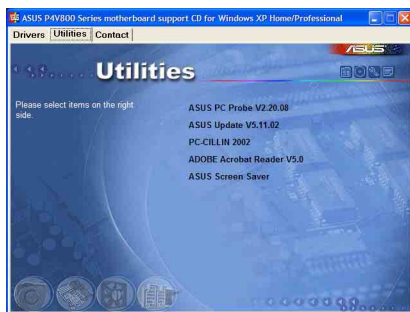 ASUS P4V800 Series motherboard support CD for Windows XP Home/Professional
Drivers Utilities Contact
ASUS
Utilities
Please select items on the right
side.
ASUS PC Probe V2.20.08
ASUS Update V5.11.02
PC-CILLIN 2002
ADOBE Acrobat Reader V5.0
ASUS Screen Saver